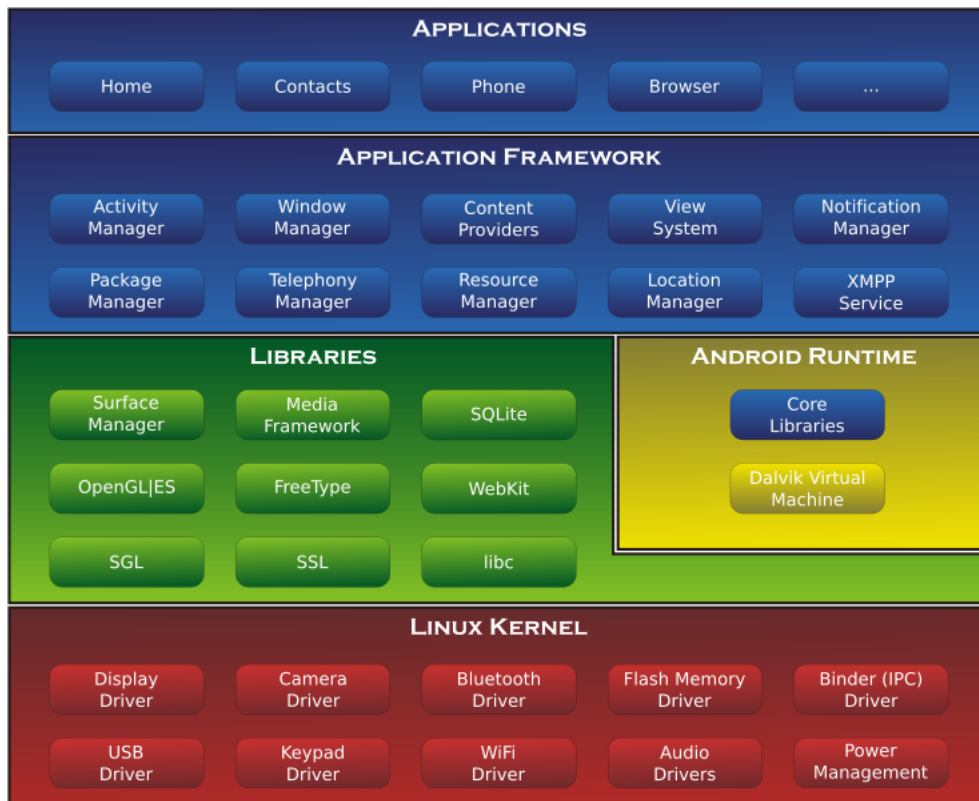 APPLICATIONS
Home
Contacts
Phone
Browser
...
APPLICATION FRAMEWORK
Activity
Manager
Window
Manager
Content
Providers
View
System
Notification
Manager
Package
Manager
Telephony
Manager
Resource
Manager
Location
Manager
XMPP
Service
LIBRARIES
Surface
Manager
Media
Framework
SQLite
OpenGL|ES
FreeType
WebKit
SGL
SSL
libc
ANDROID RUNTIME
Core
Libraries
Dalvik Virtual
Machine
LINUX KERNEL
Display
Driver
Camera
Driver
Bluetooth
Driver
Flash Memory
Driver
Binder (IPC)
Driver
USB
Driver
Keypad
Driver
WiFi
Driver
Audio
Drivers
Power
Management